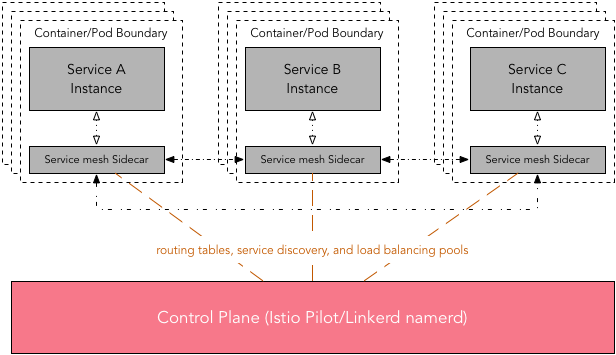 Container/Pod Boundary
Service A
Instance
Service mesh Sidecar
Container/Pod Boundary
Service B
Instance
Service mesh Sidecar
Container/Pod Boundary
Service C
Instance
Service mesh Sidecar
routing tables, service discovery, and load balancing pools
Control Plane (Istio Pilot/Linkerd namerd)